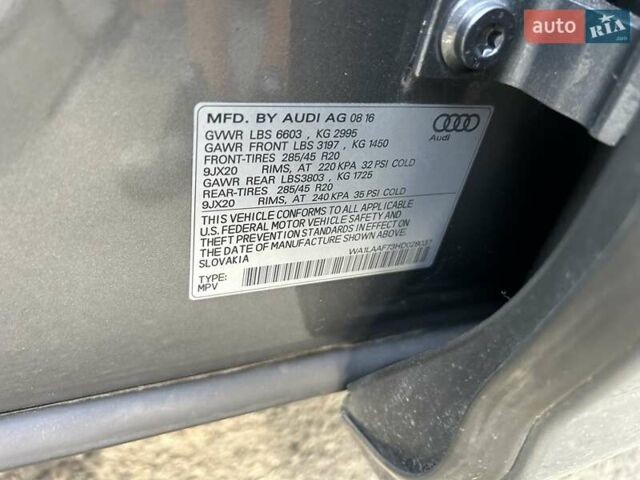 auto RIA
.com
MFD. BY AUDI AG 08 16
GVWR LBS 6603 , KG 2995
GAWR FRONT LBS 3197 , KG 1450
FRONT-TIRES 285/45 R20
9JX20 RIMS, AT 220 KPA 32 PSI COLD
GAWR REAR LBS3803 , KG 1725
REAR-TIRES 285/45 R20
9JX20 RIMS, AT 240 KPA 35 PSI COLD
Audi
THIS VEHICLE CONFORMS TO ALL APPLICABLE
U.S. FEDERAL MOTOR VEHICLE SAFETY AND
THEFT PREVENTION STANDARDS IN EFFECT ON
THE DATE OF MANUFACTURE SHOWN ABOVE
SLOVAKIA
WA1LAAF73HD028037
TYPE:
MPV